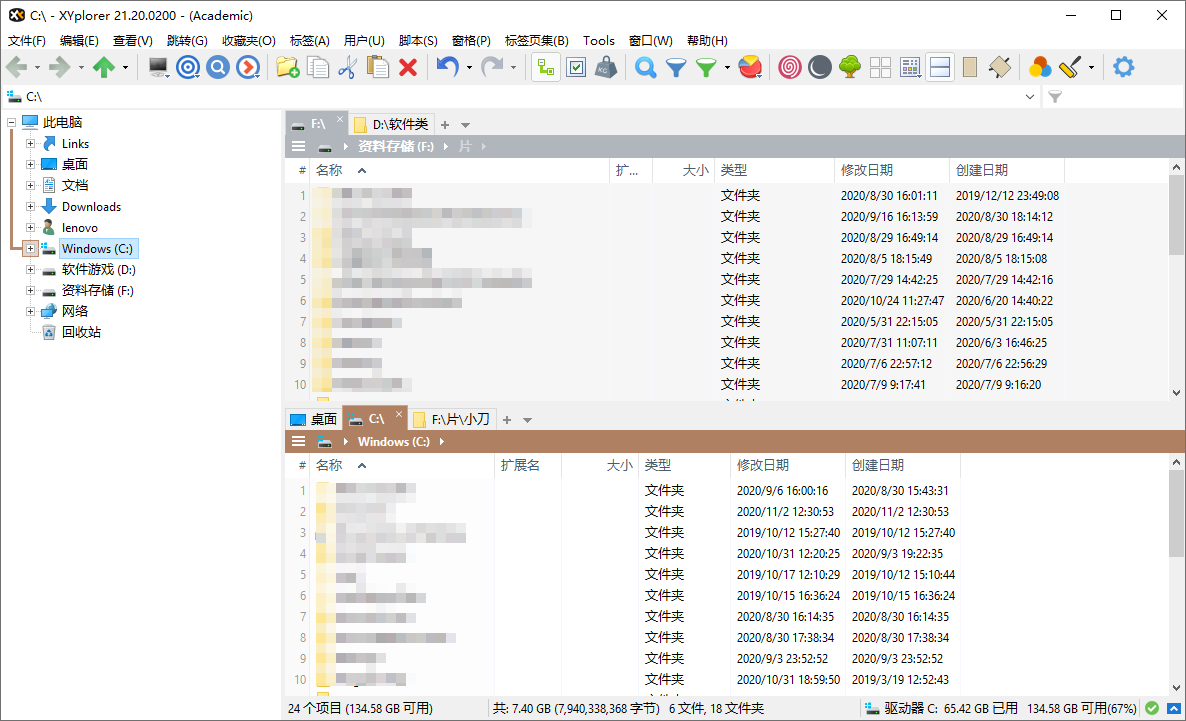 C:\ - XYplorer 21.20.0200 - (Academic)
文件(F) 编辑(E) 查看(V) 跳转(G) 收藏夹(O) 标签(A) 用户(U) 脚本(S) 窗格(P) 标签页集(B) Tools 窗口(W) 帮助(H)
C:\
此电脑
Links
桌面
文档
Downloads
lenovo
Windows (C:)
软件游戏 (D:)
资料存储 (F:)
网络
回收站
F:\ × D:\软件类 +
资料存储 (F:) 片
# 名称 扩... 大小 类型 修改日期 创建日期
1 文件夹 2020/8/30 16:01:11 2019/12/12 23:49:08
2 文件夹 2020/9/16 16:13:59 2020/8/30 18:14:12
3 文件夹 2020/8/29 16:49:14 2020/8/29 16:49:14
4 文件夹 2020/8/5 18:15:49 2020/8/5 18:15:08
5 文件夹 2020/7/29 14:42:25 2020/7/29 14:42:16
6 文件夹 2020/10/24 11:27:47 2020/6/20 14:40:22
7 文件夹 2020/5/31 22:15:05 2020/5/31 22:15:05
8 文件夹 2020/7/31 11:07:11 2020/6/3 16:46:25
9 文件夹 2020/7/6 22:57:12 2020/7/6 22:56:29
10 文件夹 2020/7/9 9:17:41 2020/7/9 9:16:20
桌面 C:\ × F:\片\小刀 +
Windows (C:)
# 名称 扩展名 大小 类型 修改日期 创建日期
1 文件夹 2020/9/6 16:00:16 2020/8/30 15:43:31
2 文件夹 2020/11/2 12:30:53 2020/11/2 12:30:53
3 文件夹 2019/10/12 15:27:40 2019/10/12 15:27:40
4 文件夹 2020/10/31 12:20:25 2020/9/3 19:22:35
5 文件夹 2019/10/17 12:10:29 2019/10/12 15:10:44
6 文件夹 2019/10/15 16:36:24 2019/10/15 16:36:24
7 文件夹 2020/8/30 16:14:35 2020/8/30 16:14:35
8 文件夹 2020/8/30 17:38:34 2020/8/30 17:38:34
9 文件夹 2020/9/3 23:52:52 2020/9/3 23:52:52
10 文件夹 2020/10/31 18:59:50 2019/3/19 12:52:43
24 个项目 (134.58 GB 可用) 共: 7.40 GB (7,940,338,368 字节) 6 文件, 18 文件夹 驱动器 C: 65.42 GB 已用 134.58 GB 可用(67%)